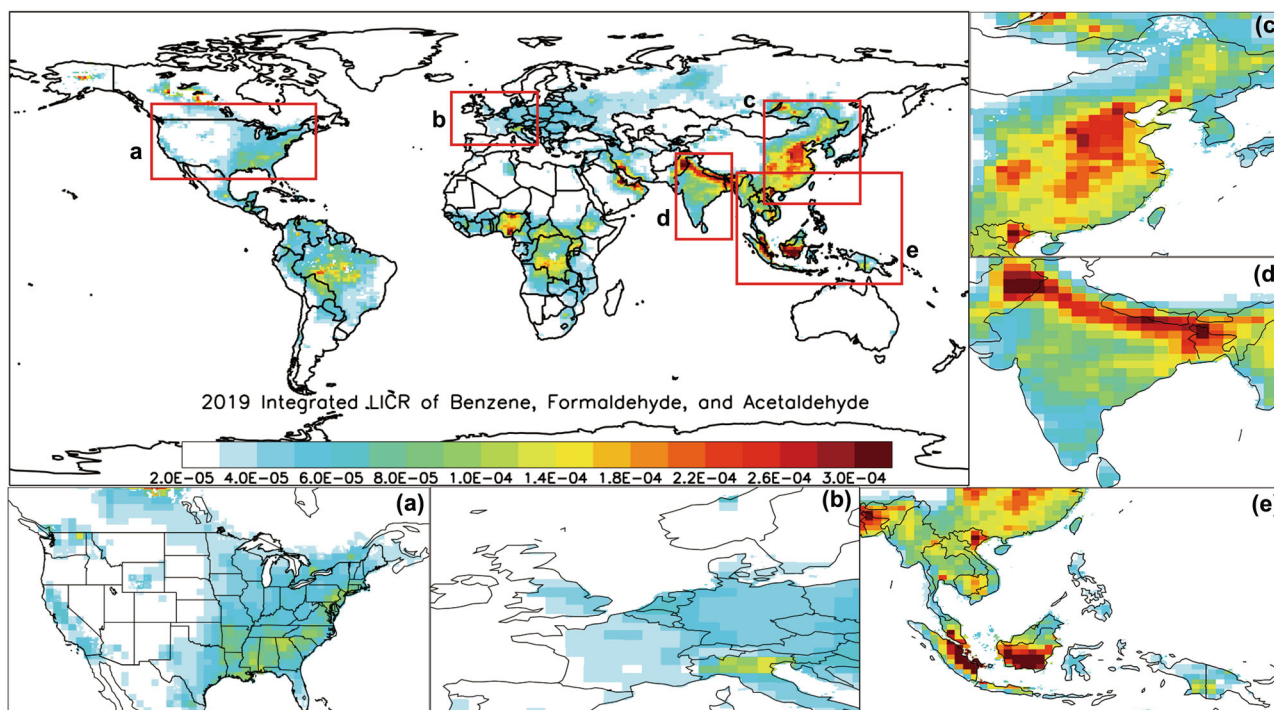 (c)
c
b
a
d
e
(d)
2019 Integrated LICR of Benzene, Formaldehyde, and Acetaldehyde
2.0E-05 4.0E-05 6.0E-05 8.0E-05 1.0E-04 1.4E-04 1.8E-04 2.2E-04 2.6E-04 3.0E-04
(a)
(b)
(e)